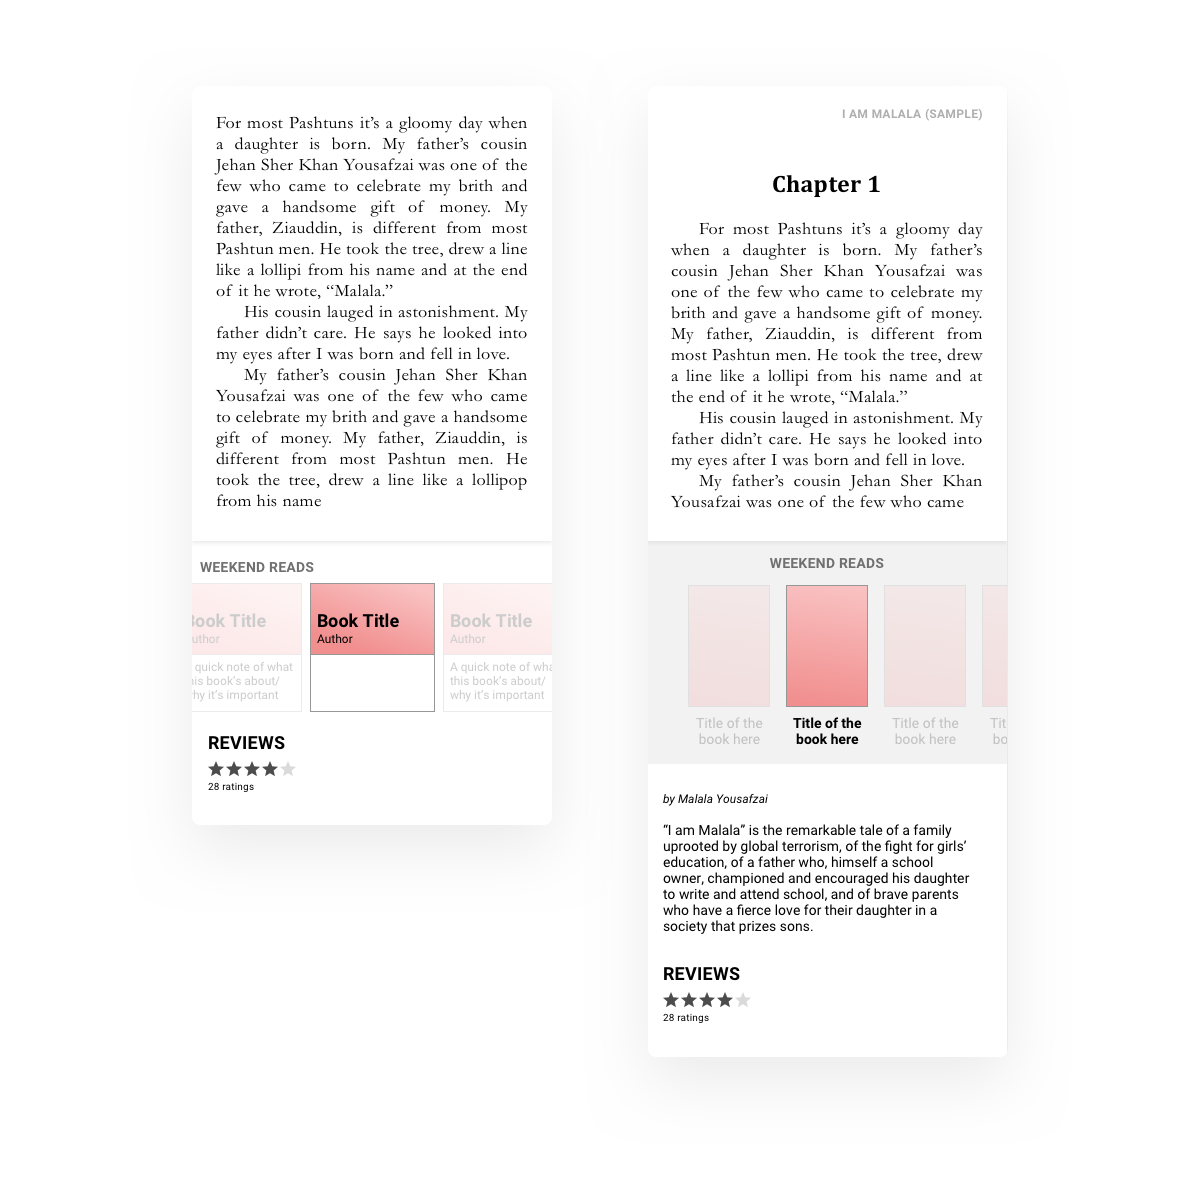 For most Pashtuns it’s a gloomy day when
a daughter is born. My father’s cousin
Jehan Sher Khan Yousafzai was one of the
few who came to celebrate my brith and
gave a handsome gift of money. My
father, Ziauddin, is different from most
Pashtun men. He took the tree, drew a line
like a lollipi from his name and at the end
of it he wrote, “Malala.”
His cousin lauged in astonishment. My
father didn’t care. He says he looked into
my eyes after I was born and fell in love.
My father’s cousin Jehan Sher Khan
Yousafzai was one of the few who came
to celebrate my brith and gave a handsome
gift of money. My father, Ziauddin, is
different from most Pashtun men. He
took the tree, drew a line like a lollipop
from his name
WEEKEND READS
Book Title
uthor
quick note of what
is book’s about/
hy it’s important
Book Title
Author
Book Title
Author
A quick note of wha
this book’s about/
why it’s important
REVIEWS
28 ratings
I AM MALALA (SAMPLE)
Chapter 1
For most Pashtuns it’s a gloomy day
when a daughter is born. My father’s
cousin Jehan Sher Khan Yousafzai was
one of the few who came to celebrate my
brith and gave a handsome gift of money.
My father, Ziauddin, is different from
most Pashtun men. He took the tree, drew
a line like a lollipi from his name and at
the end of it he wrote, “Malala.”
His cousin lauged in astonishment. My
father didn’t care. He says he looked into
my eyes after I was born and fell in love.
My father’s cousin Jehan Sher Khan
Yousafzai was one of the few who came
WEEKEND READS
Title of the
book here
Title of the
book here
Title of the
book here
Tit
bo
by Malala Yousafzai
“I am Malala” is the remarkable tale of a family
uprooted by global terrorism, of the fight for girls’
education, of a father who, himself a school
owner, championed and encouraged his daughter
to write and attend school, and of brave parents
who have a fierce love for their daughter in a
society that prizes sons.
REVIEWS
28 ratings